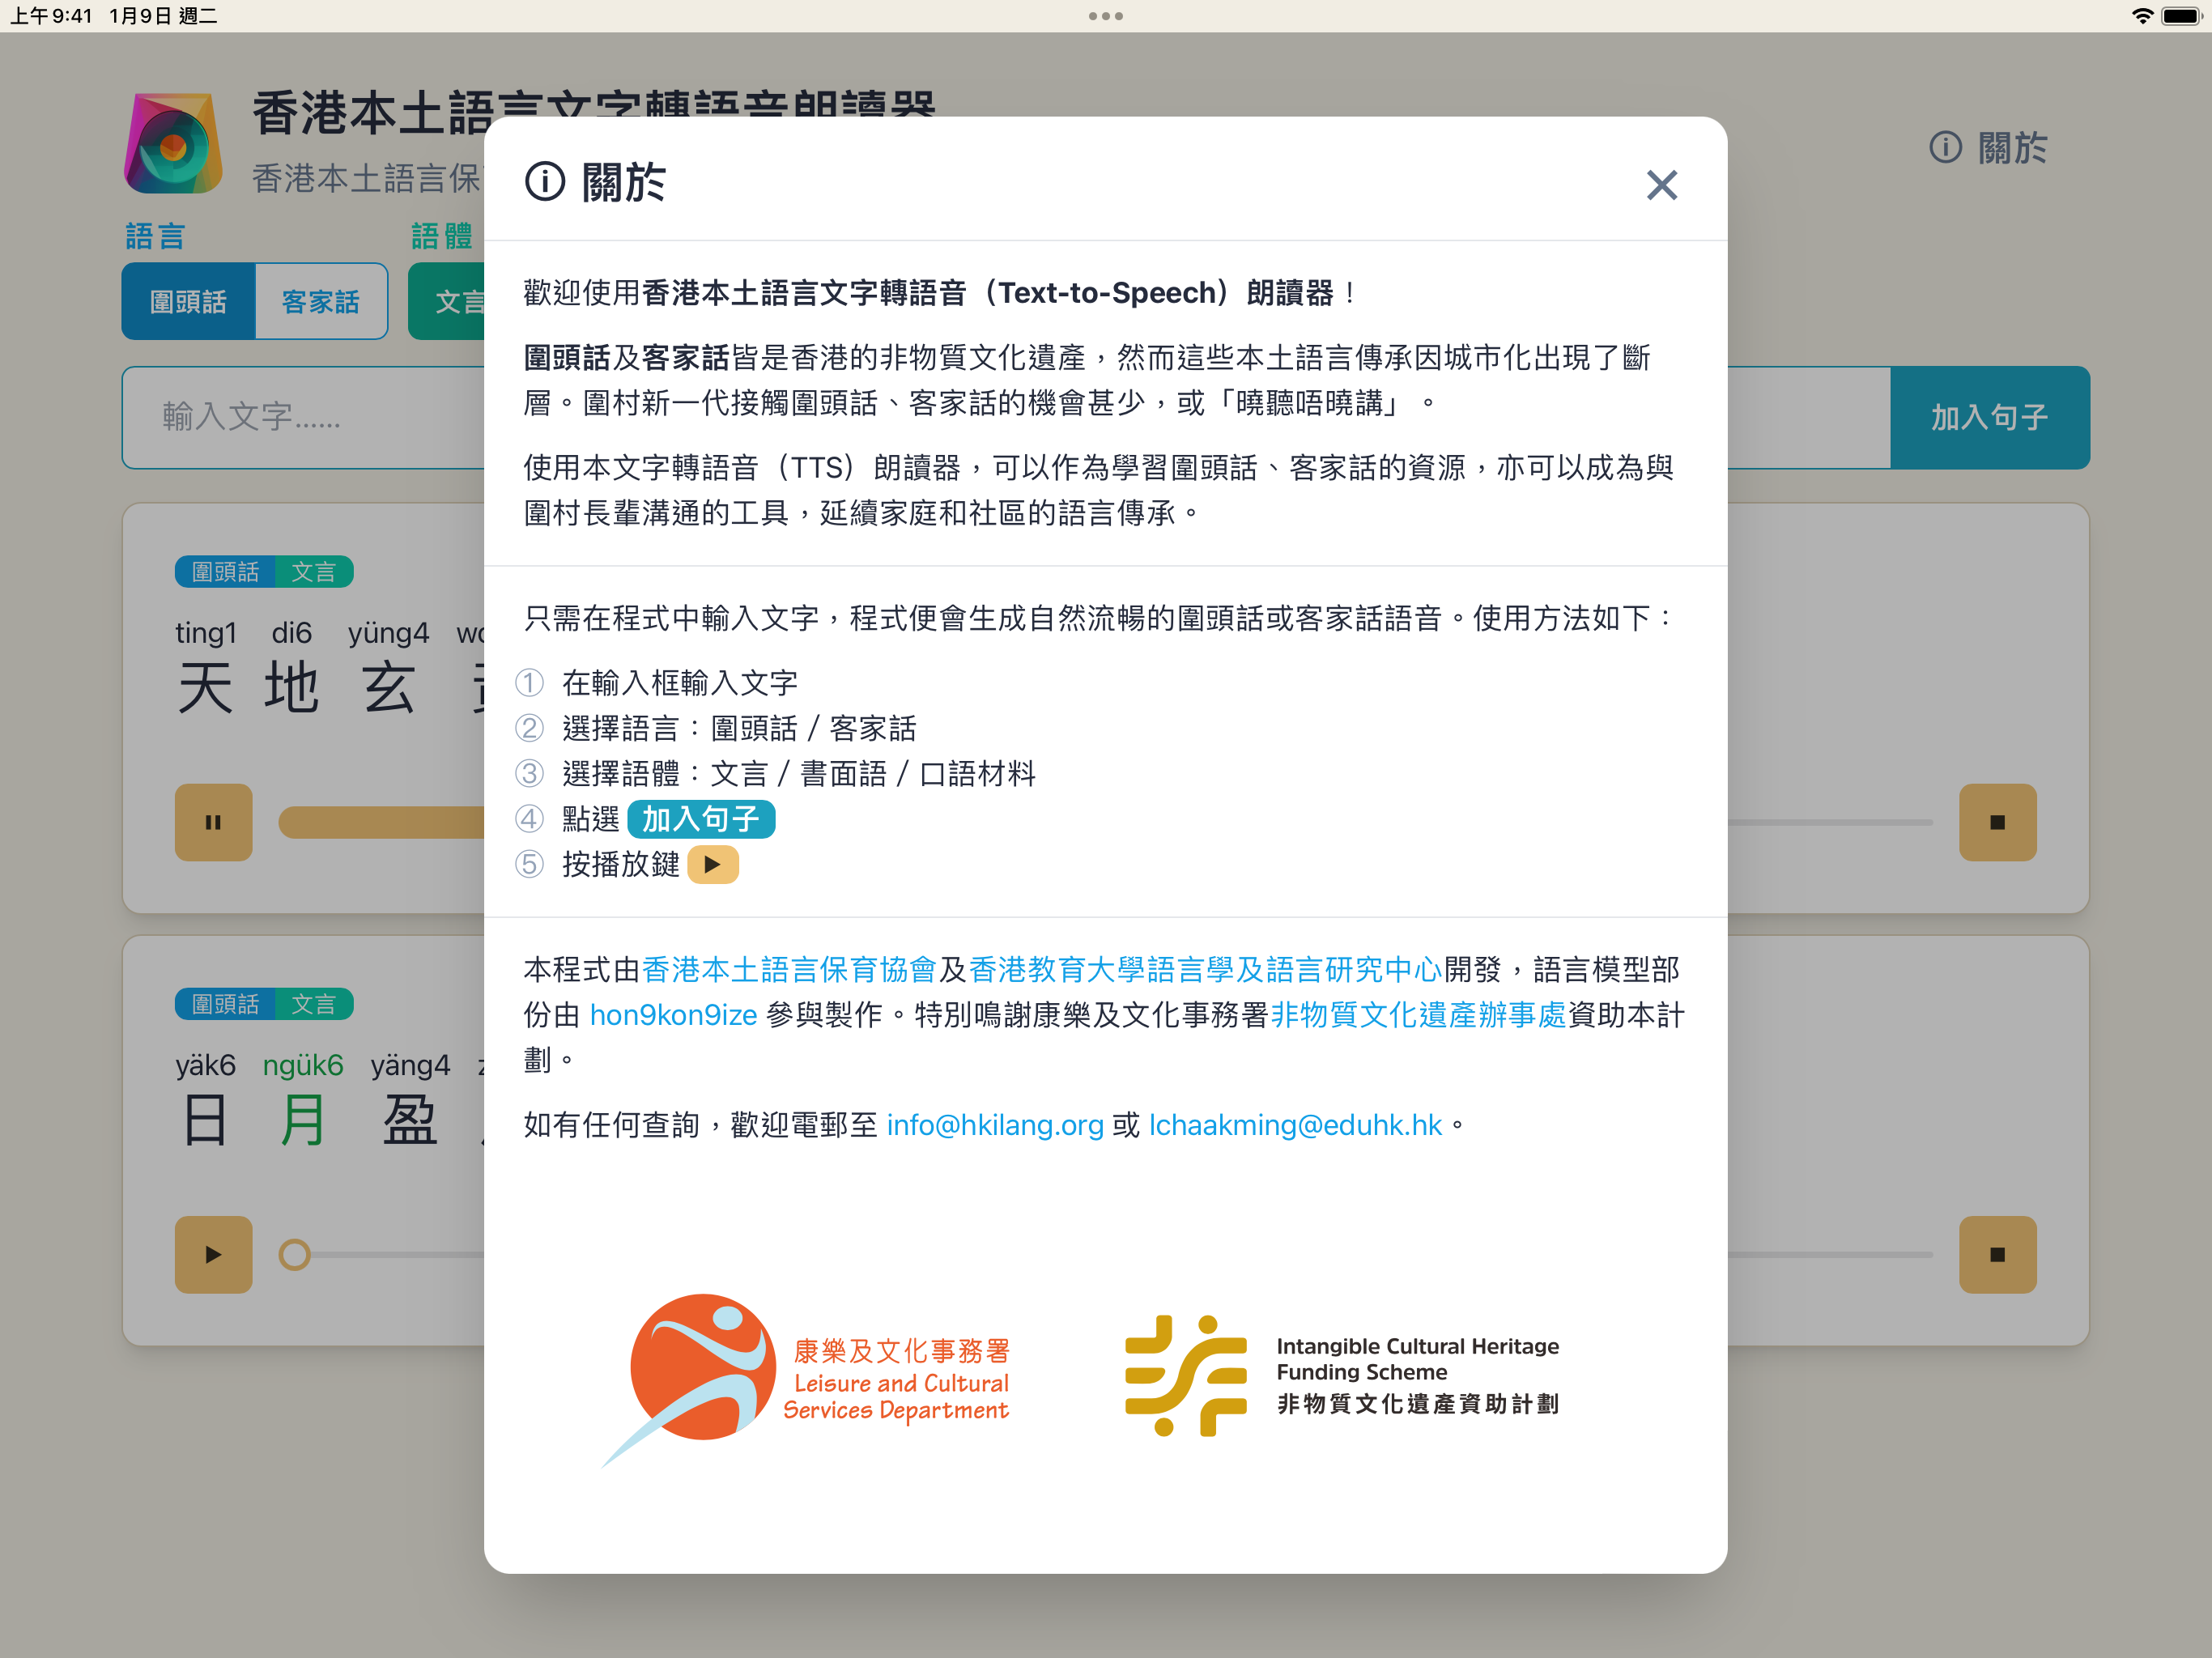 上午9:41 1月9日 週二
香港本土語言文字轉語音朗讀器
香港本土語言保
關於
語言
語體
圍頭話
客家話
文言
輸入文字......
加入句子
圍頭話 文言
ting1 di6 yüng4
天 地 玄
圍頭話 文言
yäk6 ngük6 yäng4
日 月 盈
關於
歡迎使用香港本土語言文字轉語音（Text-to-Speech）朗讀器！
圍頭話及客家話皆是香港的非物質文化遺產，然而這些本土語言傳承因城市化出現了斷
層。圍村新一代接觸圍頭話、客家話的機會甚少，或「曉聽唔曉講」。
使用本文字轉語音（TTS）朗讀器，可以作為學習圍頭話、客家話的資源，亦可以成為與
圍村長輩溝通的工具，延續家庭和社區的語言傳承。
只需在程式中輸入文字，程式便會生成自然流暢的圍頭話或客家話語音。使用方法如下：
① 在輸入框輸入文字
② 選擇語言：圍頭話 / 客家話
③ 選擇語體：文言 / 書面語 / 口語材料
④ 點選 加入句子
⑤ 按播放鍵
本程式由香港本土語言保育協會及香港教育大學語言學及語言研究中心開發，語言模型部
份由 hon9kon9ize 參與製作。特別鳴謝康樂及文化事務署非物質文化遺產辦事處資助本計
劃。
如有任何查詢，歡迎電郵至 info@hkilang.org 或 lchaakming@eduhk.hk。
康樂及文化事務署
Leisure and Cultural
Services Department
Intangible Cultural Heritage
Funding Scheme
非物質文化遺產資助計劃